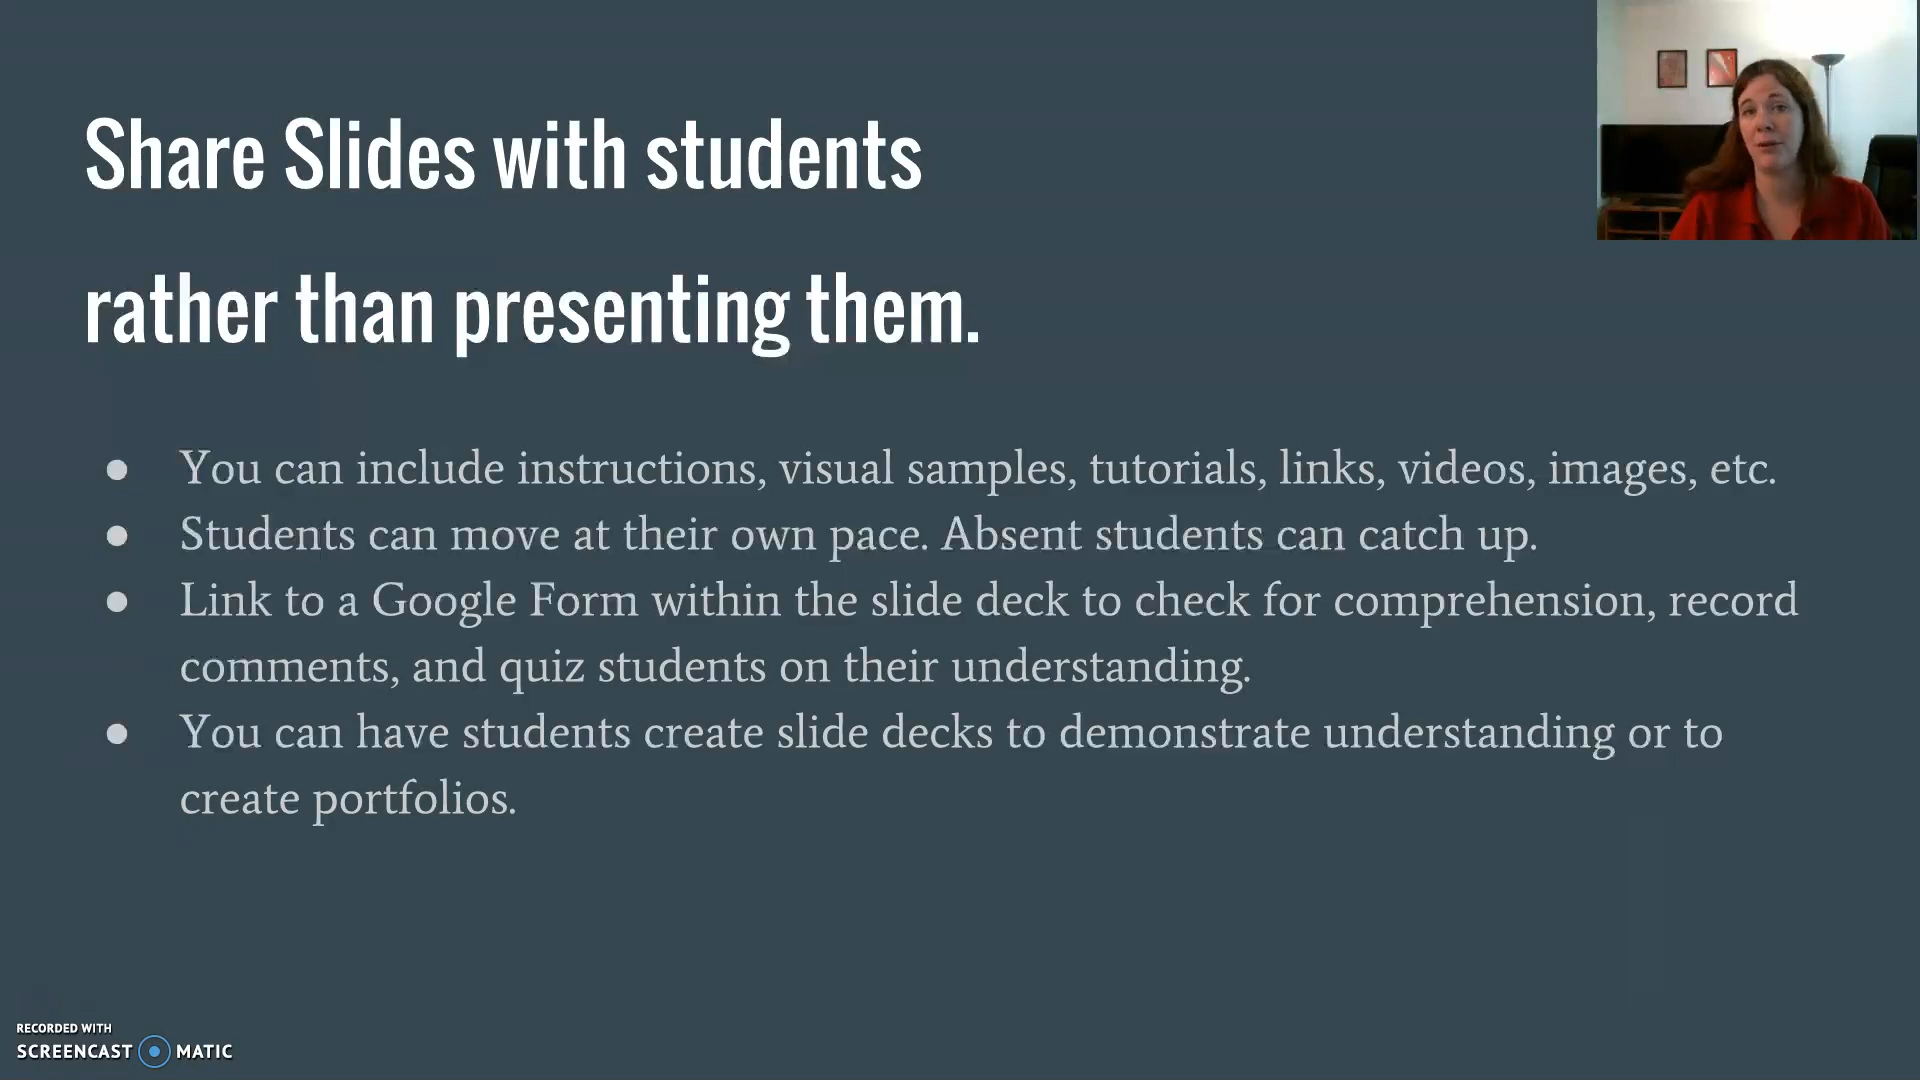 Share Slides with students
rather than presenting them.
● You can include instructions, visual samples, tutorials, links, videos, images, etc.
● Students can move at their own pace. Absent students can catch up.
● Link to a Google Form within the slide deck to check for comprehension, record
comments, and quiz students on their understanding.
● You can have students create slide decks to demonstrate understanding or to
create portfolios.
RECORDED WITH
SCREENCAST MATIC